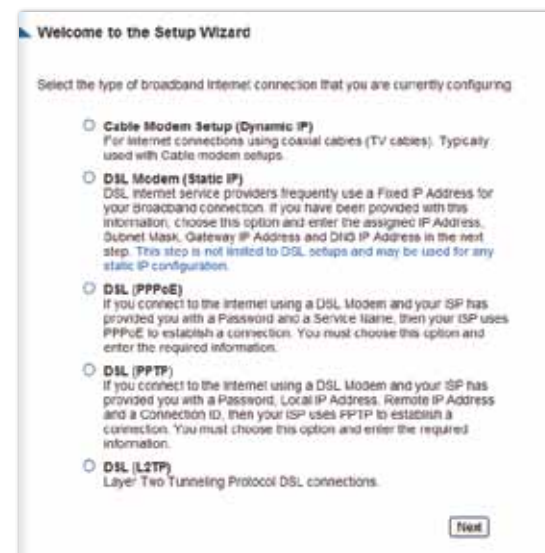 Welcome to the Setup Wizard
Select the type of broadband Internet connection that you are currently configuring
Cable Modem Setup (Dynamic IP)
For Internet connections using coaxial cables (TV cables). Typically
used with Cable modem setups.
DSL Modem (Static IP)
DSL Internet service providers frequently use a Fixed IP Address for
your Broadband connection. If you have been provided with this
information, choose this option and enter the assigned IP Address,
Subnet Mask, Gateway IP Address and DNS IP Address in the next
step. This step is not limited to DSL setups and may be used for any
static IP configuration.
DSL (PPPoE)
If you connect to the Internet using a DSL Modem and your ISP has
provided you with a Password and a Service Name, then your ISP uses
PPPoE to establish a connection. You must choose this option and
enter the required information.
DSL (PPTP)
If you connect to the Internet using a DSL Modem and your ISP has
provided you with a Password, Local IP Address, Remote IP Address
and a Connection ID, then your ISP uses PPTP to establish a
connection. You must choose this option and enter the required
information.
DSL (L2TP)
Layer Two Tunneling Protocol DSL connections.
Next